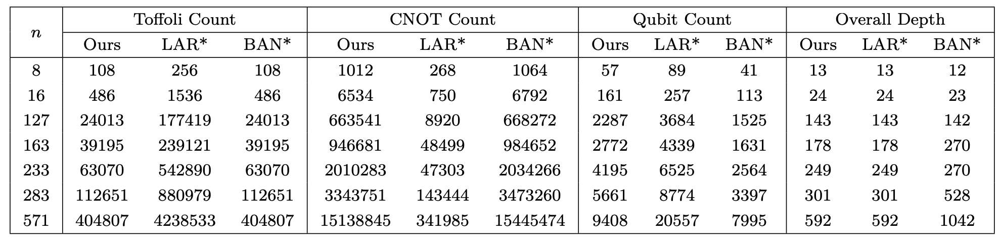 n Toffoli Count CNOT Count Qubit Count Overall Depth
Ours LAR* BAN* Ours LAR* BAN* Ours LAR* BAN* Ours LAR* BAN*
8 108 256 108 1012 268 1064 57 89 41 13 13 12
16 486 1536 486 6534 750 6792 161 257 113 24 24 23
127 24013 177419 24013 663541 8920 668272 2287 3684 1525 143 143 142
163 39195 239121 39195 946681 48499 984652 2772 4339 1631 178 178 270
233 63070 542890 63070 2010283 47303 2034266 4195 6525 2564 249 249 270
283 112651 880979 112651 3343751 143444 3473260 5661 8774 3397 301 301 528
571 404807 4238533 404807 15138845 341985 15445474 9408 20557 7995 592 592 1042